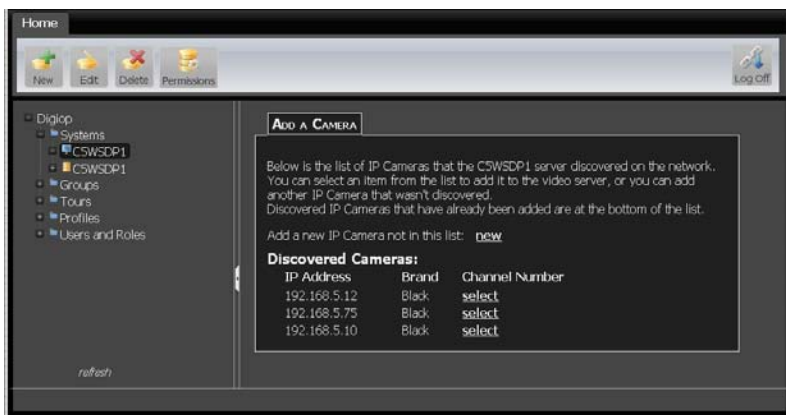 Home
New Edit Delete Permissions Log Off
Digiop
Systems
C5WSDP1
C5WSDP1
Groups
Tours
Profiles
Users and Roles
refresh
Add a Camera
Below is the list of IP Cameras that the C5WSDP1 server discovered on the network.
You can select an item from the list to add it to the video server, or you can add
another IP Camera that wasn't discovered.
Discovered IP Cameras that have already been added are at the bottom of the list.
Add a new IP Camera not in this list: new
Discovered Cameras:
IP Address Brand Channel Number
192.168.5.12 Black select
192.168.5.75 Black select
192.168.5.10 Black select